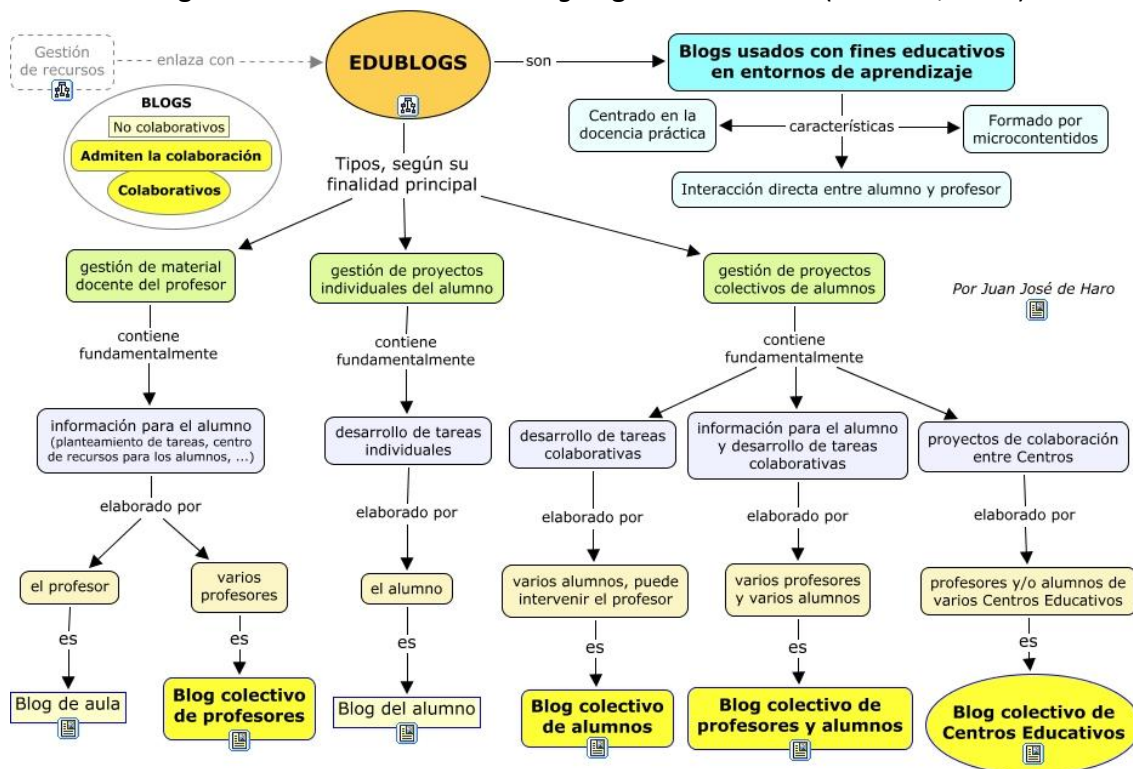 Gestión
de recursos
enlaza con
EDUBLOGS
son
Blogs usados con fines educativos
en entornos de aprendizaje
BLOGS
No colaborativos
Admiten la colaboración
Colaborativos
Centrado en la
docencia práctica
características
Formado por
microcontenidos
Interacción directa entre alumno y profesor
Tipos, según su
finalidad principal
gestión de material
docente del profesor
gestión de proyectos
individuales del alumno
gestión de proyectos
colectivos de alumnos
Por Juan José de Haro
contiene
fundamentalmente
contiene
fundamentalmente
contiene
fundamentalmente
información para el alumno
(planteamiento de tareas, centro
de recursos para los alumnos, ...)
desarrollo de tareas
individuales
desarrollo de tareas
colaborativas
información para el alumno
y desarrollo de tareas
colaborativas
proyectos de colaboración
entre Centros
elaborado por
elaborado por
elaborado por
elaborado por
elaborado por
el profesor
varios
profesores
el alumno
varios alumnos, puede
intervenir el profesor
varios profesores
y varios alumnos
profesores y/o alumnos de
varios Centros Educativos
es
es
es
es
es
es
Blog de aula
Blog colectivo
de profesores
Blog del alumno
Blog colectivo
de alumnos
Blog colectivo de
profesores y alumnos
Blog colectivo de
Centros Educativos